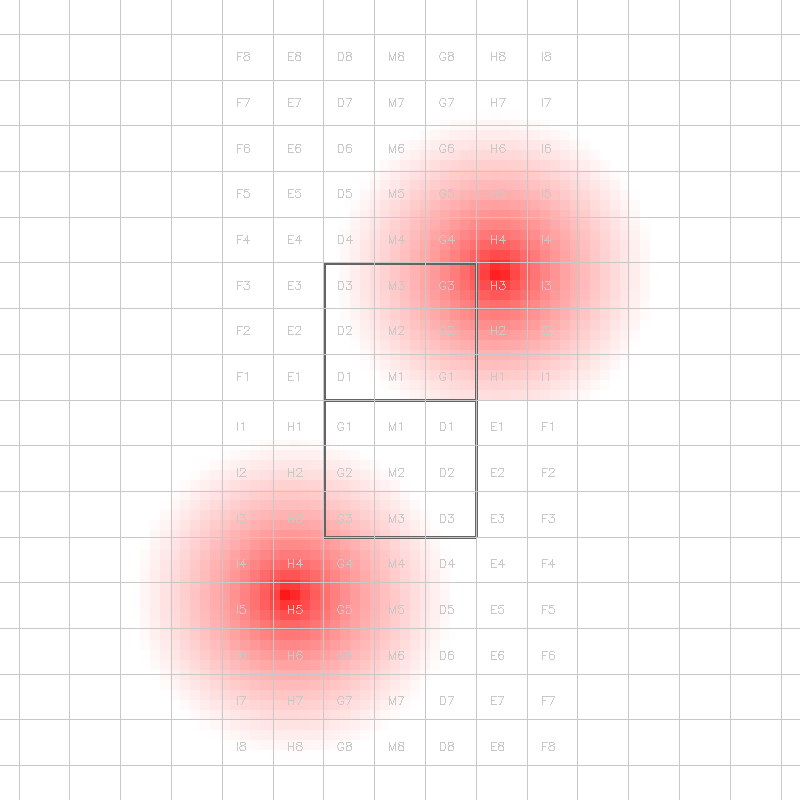 F8 E8 D8 M8 G8 H8 I8
F7 E7 D7 M7 G7 H7 I7
F6 E6 D6 M6 G6 H6 I6
F5 E5 D5 M5
F4 E4 D4 M4 G4 H4 I4
F3 E3 D3 M3 G3 H3 I3
F2 E2 D2 M2 G2 H2 I2
F1 E1 D1 M1 G1 H1 I1
I1 H1 G1 M1 D1 E1 F1
I2 H2 G2 M2 D2 E2 F2
I3 H3 G3 M3 D3 E3 F3
I4 H4 G4 M4 D4 E4 F4
I5 H5 G5 M5 D5 E5 F5
H6 M6 D6 E6 F6
I7 H7 G7 M7 D7 E7 F7
I8 H8 G8 M8 D8 E8 F8